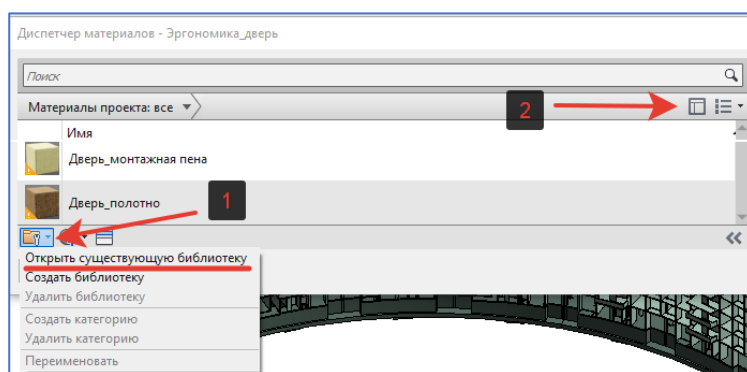 Диспетчер материалов - Эргономика_дверь
Поиск
Материалы проекта: все
2
Имя
Дверь_монтажная пена
Дверь_полотно
1
Открыть существующую библиотеку
Создать библиотеку
Удалить библиотеку
Создать категорию
Удалить категорию
Переименовать